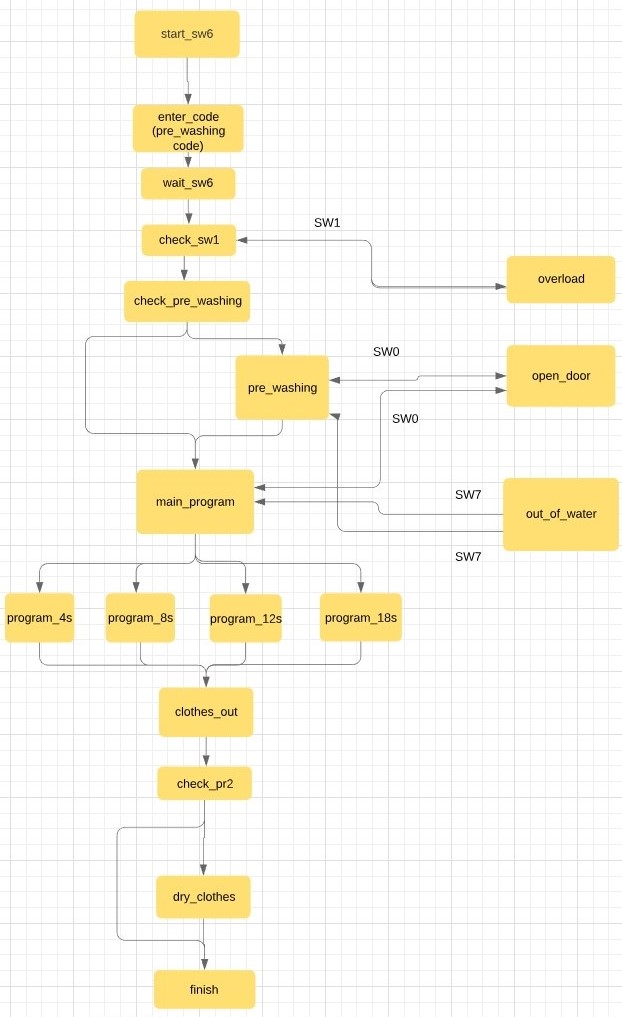 start_sw6
enter_code
(pre_washing
code)
wait_sw6
SW1
check_sw1
overload
check_pre_washing
SW0
open_door
pre_washing
SW0
SW7
main_program
out_of_water
SW7
program_4s
program_8s
program_12s
program_18s
clothes_out
check_pr2
dry_clothes
finish